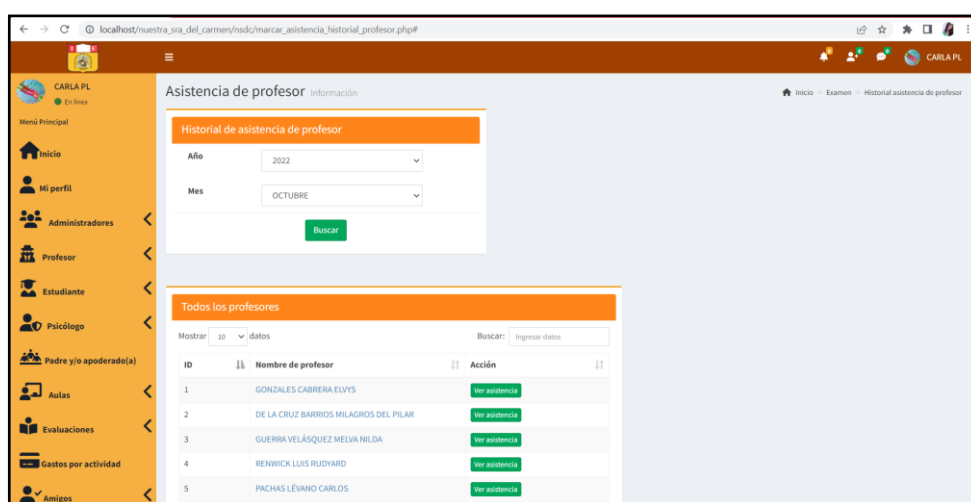 localhost/nuestra_sra_del_carmen/nsdc/marcar_asistencia_historial_profesor.php#
CARLA PL
CARLA PL
En línea
Menú Principal
Inicio
Mi perfil
Administradores
Profesor
Estudiante
Psicólogo
Padre y/o apoderado(a)
Aulas
Evaluaciones
Gastos por actividad
Amigos
Asistencia de profesor Información
Inicio > Examen > Historial asistencia de profesor
Historial de asistencia de profesor
Año 2022
Mes OCTUBRE
Buscar
Todos los profesores
Mostrar 10 datos Buscar: Ingresar datos
ID Nombre de profesor Acción
1 GONZALES CABRERA ELVYS Ver asistencia
2 DE LA CRUZ BARRIOS MILAGROS DEL PILAR Ver asistencia
3 GUERRA VELÁSQUEZ MELVA NILDA Ver asistencia
4 RENWICK LUIS RUDYARD Ver asistencia
5 PACHAS LÉVANO CARLOS Ver asistencia